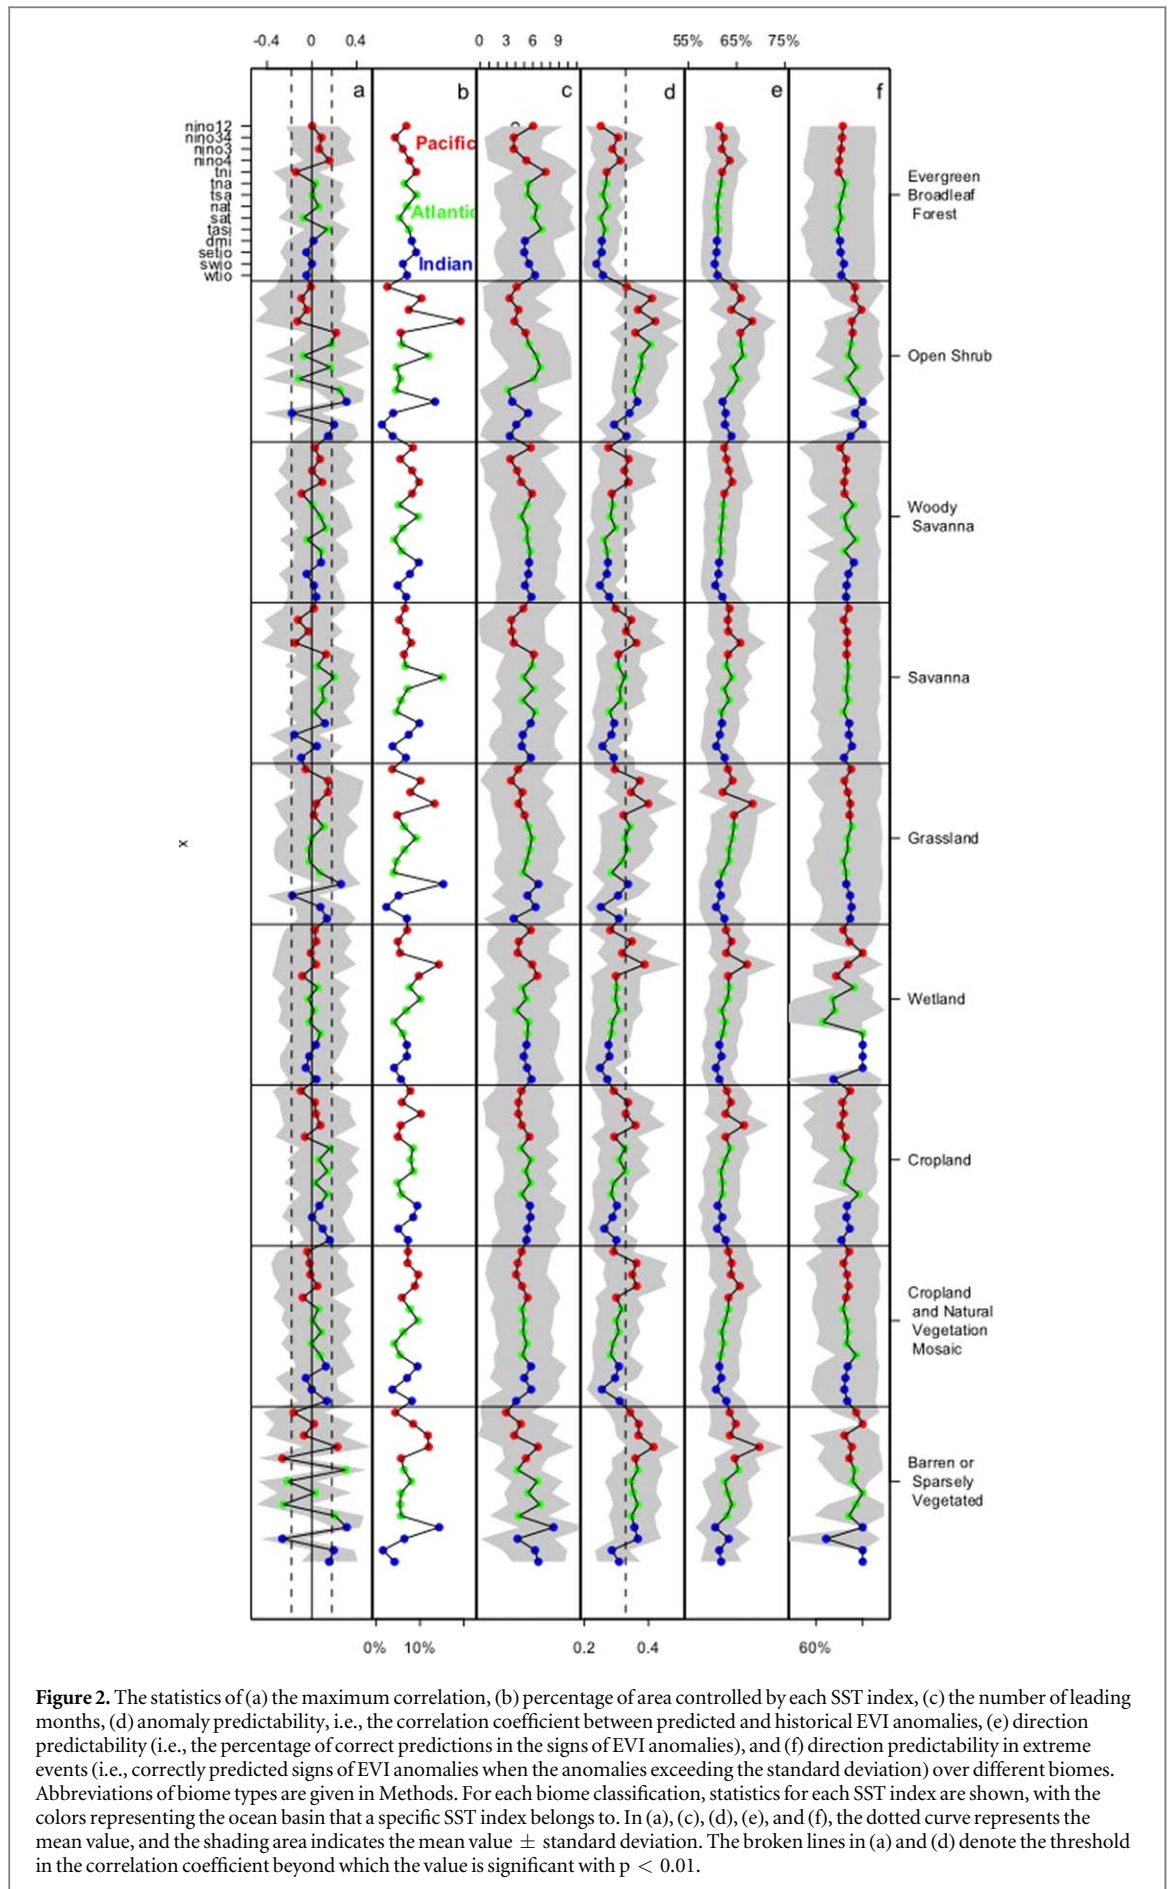 -0.4 0 0.4 0 3 6 9 55% 65% 75%
a b c d e f
nino12
nino34
nino3
nino4
tni
tna
tsa
nat
sat
tasi
dmi
setio
swio
wtio
Pacific
Atlantic
Indian
Evergreen
Broadleaf
Forest
Open Shrub
Woody
Savanna
Savanna
Grassland
x
Wetland
Cropland
Cropland
and Natural
Vegetation
Mosaic
Barren or
Sparsely
Vegetated
0% 10% 0.2 0.4 60%
Figure 2. The statistics of (a) the maximum correlation, (b) percentage of area controlled by each SST index, (c) the number of leading
months, (d) anomaly predictability, i.e., the correlation coefficient between predicted and historical EVI anomalies, (e) direction
predictability (i.e., the percentage of correct predictions in the signs of EVI anomalies), and (f) direction predictability in extreme
events (i.e., correctly predicted signs of EVI anomalies when the anomalies exceeding the standard deviation) over different biomes.
Abbreviations of biome types are given in Methods. For each biome classification, statistics for each SST index are shown, with the
colors representing the ocean basin that a specific SST index belongs to. In (a), (c), (d), (e), and (f), the dotted curve represents the
mean value, and the shading area indicates the mean value ± standard deviation. The broken lines in (a) and (d) denote the threshold
in the correlation coefficient beyond which the value is significant with p < 0.01.